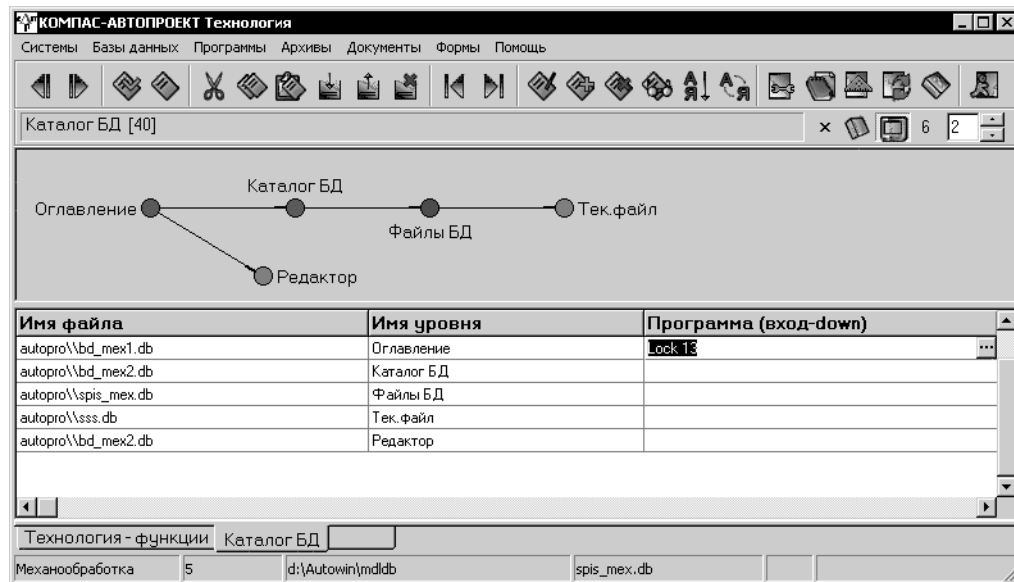 КОМПАС-АВТОПРОЕКТ Технология
Системы Базы данных Программы Архивы Документы Формы Помощь
Каталог БД [40] 6 2
Каталог БД
Оглавление Тек.файл
Файлы БД
Редактор
Имя файла Имя уровня Программа (вход-down)
autopro\\bd_mex1.db Оглавление Lock 13 ...
autopro\\bd_mex2.db Каталог БД
autopro\\spis_mex.db Файлы БД
autopro\\sss.db Тек.файл
autopro\\bd_mex2.db Редактор
Технология - функции Каталог БД
Механообработка 5 d:\Autowin\mdldb spis_mex.db